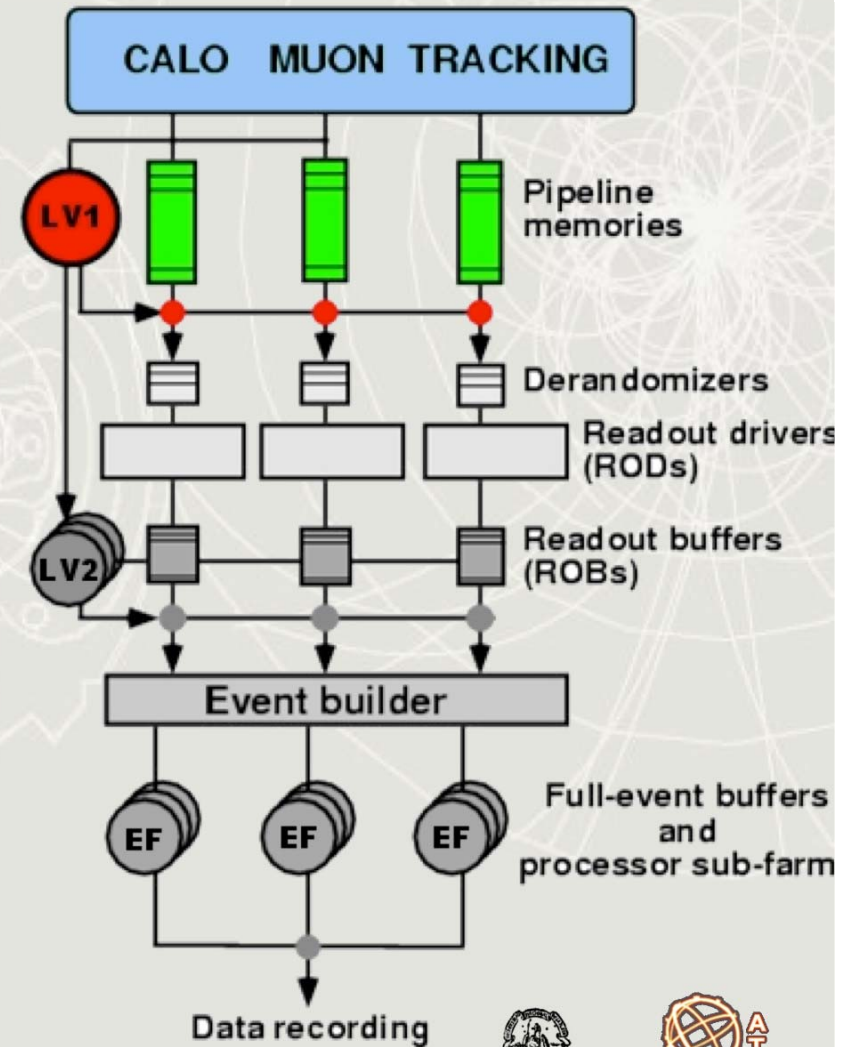 CALO MUON TRACKING
LV1
Pipeline
memories
Derandomizers
Readout drivers
(RODs)
LV2
Readout buffers
(ROBs)
Event builder
Full-event buffers
and
processor sub-farm
EF EF EF
Data recording
A
T